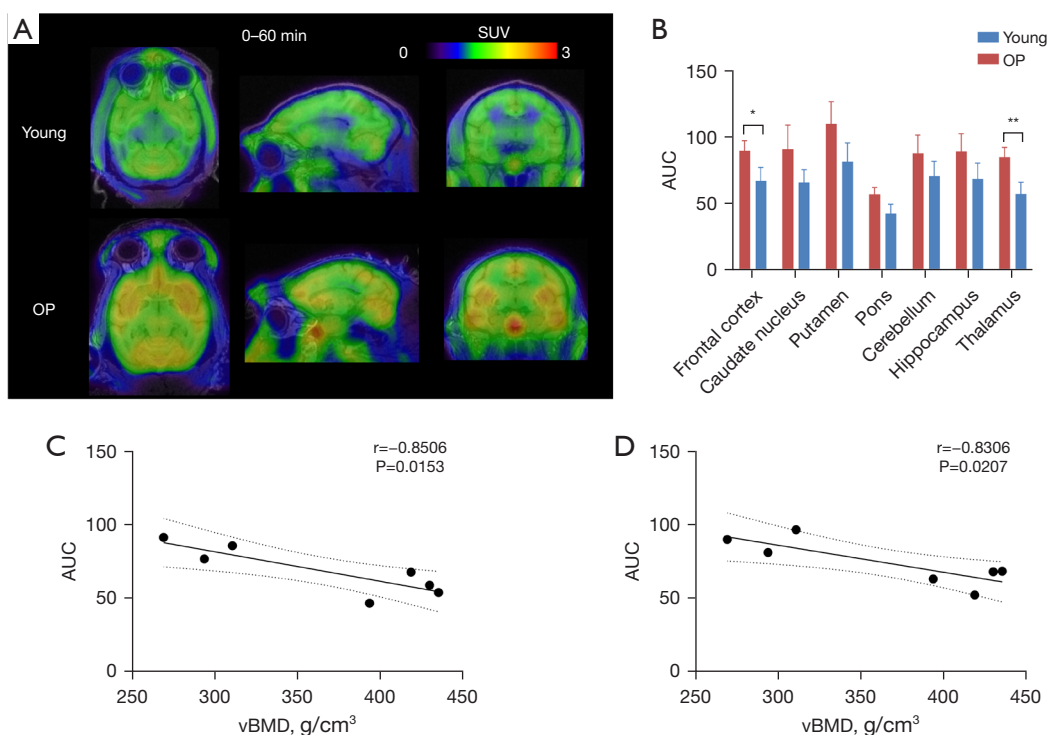 A
0–60 min
SUV
0
3
Young
OP
B
Young
OP
150
100
50
0
AUC
*
**
Frontal cortex
Caudate nucleus
Putamen
Pons
Cerebellum
Hippocampus
Thalamus
C
r=−0.8506
P=0.0153
150
100
50
0
AUC
250
300
350
400
450
vBMD, g/cm³
D
r=−0.8306
P=0.0207
150
100
50
0
AUC
250
300
350
400
450
vBMD, g/cm³